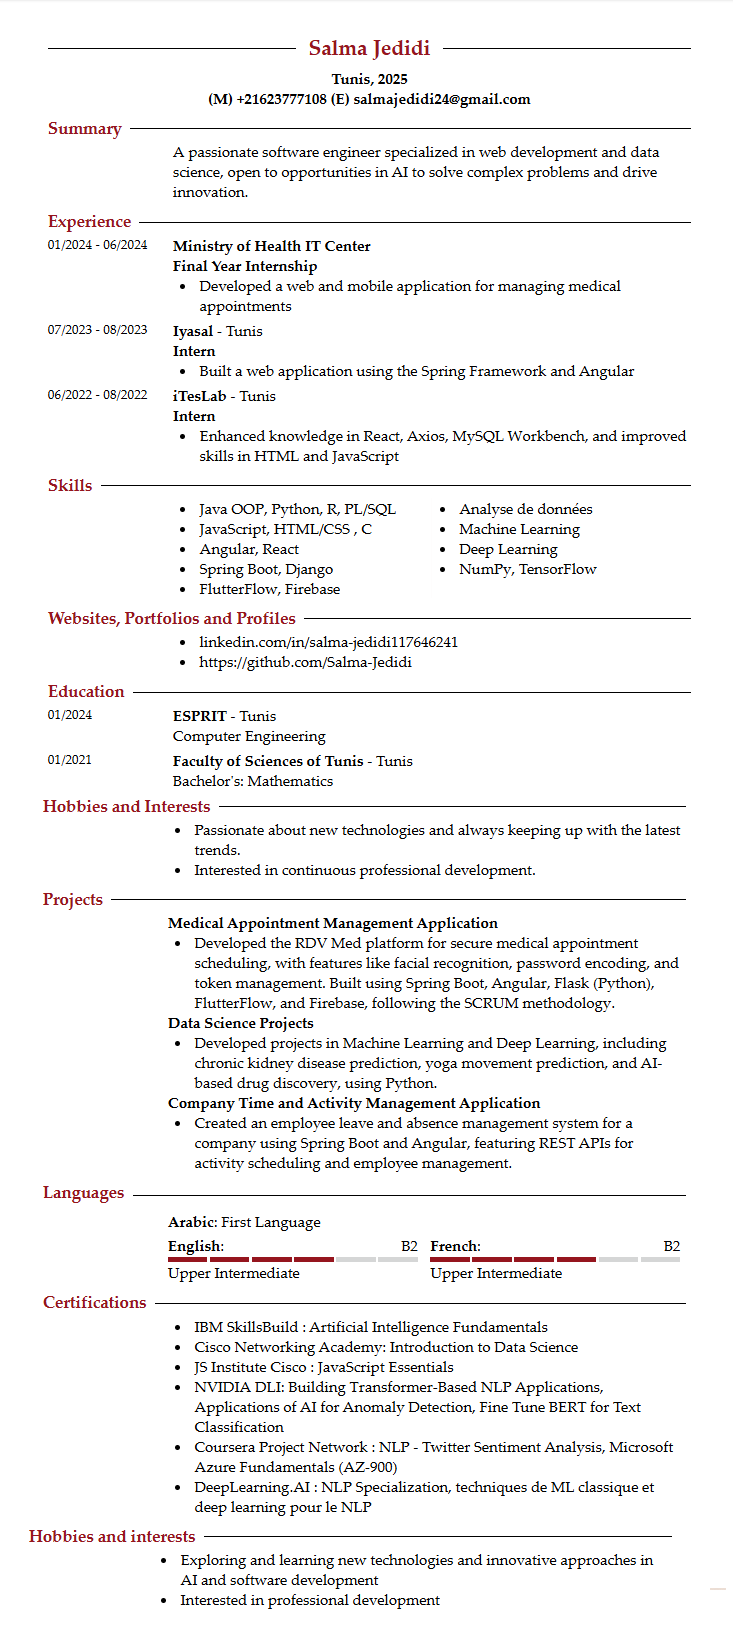 Salma Jedidi
Tunis, 2025
(M) +21623777108 (E) salmajedidi24@gmail.com
Summary
A passionate software engineer specialized in web development and data
science, open to opportunities in AI to solve complex problems and drive
innovation.
Experience
01/2024 - 06/2024 Ministry of Health IT Center
Final Year Internship
• Developed a web and mobile application for managing medical
appointments
07/2023 - 08/2023 Iyasal - Tunis
Intern
• Built a web application using the Spring Framework and Angular
06/2022 - 08/2022 iTesLab - Tunis
Intern
• Enhanced knowledge in React, Axios, MySQL Workbench, and improved
skills in HTML and JavaScript
Skills
• Java OOP, Python, R, PL/SQL
• JavaScript, HTML/CSS , C
• Angular, React
• Spring Boot, Django
• FlutterFlow, Firebase
• Analyse de données
• Machine Learning
• Deep Learning
• NumPy, TensorFlow
Websites, Portfolios and Profiles
• linkedin.com/in/salma-jedidi117646241
• https://github.com/Salma-Jedidi
Education
01/2024 ESPRIT - Tunis
Computer Engineering
01/2021 Faculty of Sciences of Tunis - Tunis
Bachelor's: Mathematics
Hobbies and Interests
• Passionate about new technologies and always keeping up with the latest
trends.
• Interested in continuous professional development.
Projects
Medical Appointment Management Application
• Developed the RDV Med platform for secure medical appointment
scheduling, with features like facial recognition, password encoding, and
token management. Built using Spring Boot, Angular, Flask (Python),
FlutterFlow, and Firebase, following the SCRUM methodology.
Data Science Projects
• Developed projects in Machine Learning and Deep Learning, including
chronic kidney disease prediction, yoga movement prediction, and AI-
based drug discovery, using Python.
Company Time and Activity Management Application
• Created an employee leave and absence management system for a
company using Spring Boot and Angular, featuring REST APIs for
activity scheduling and employee management.
Languages
Arabic: First Language
English: B2
Upper Intermediate
French: B2
Upper Intermediate
Certifications
• IBM SkillsBuild : Artificial Intelligence Fundamentals
• Cisco Networking Academy: Introduction to Data Science
• JS Institute Cisco : JavaScript Essentials
• NVIDIA DLI: Building Transformer-Based NLP Applications,
Applications of AI for Anomaly Detection, Fine Tune BERT for Text
Classification
• Coursera Project Network : NLP - Twitter Sentiment Analysis, Microsoft
Azure Fundamentals (AZ-900)
• DeepLearning.AI : NLP Specialization, techniques de ML classique et
deep learning pour le NLP
Hobbies and interests
• Exploring and learning new technologies and innovative approaches in
AI and software development
• Interested in professional development